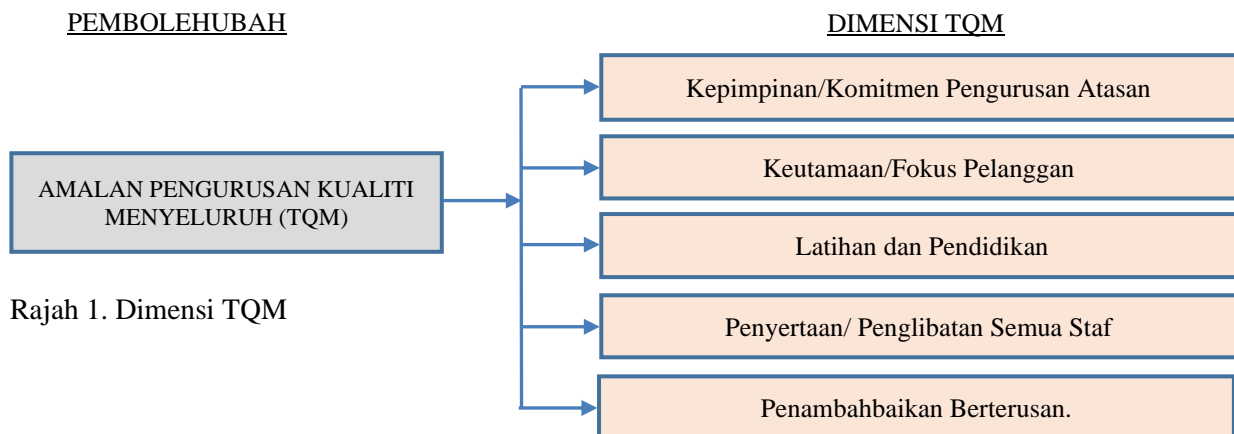 PEMBOLEHUBAH
DIMENSI TQM
Kepimpinan/Komitmen Pengurusan Atasan
Keutamaan/Fokus Pelanggan
AMALAN PENGURUSAN KUALITI
MENYELURUH (TQM)
Latihan dan Pendidikan
Rajah 1. Dimensi TQM
Penyertaan/ Penglibatan Semua Staf
Penambahbaikan Berterusan.